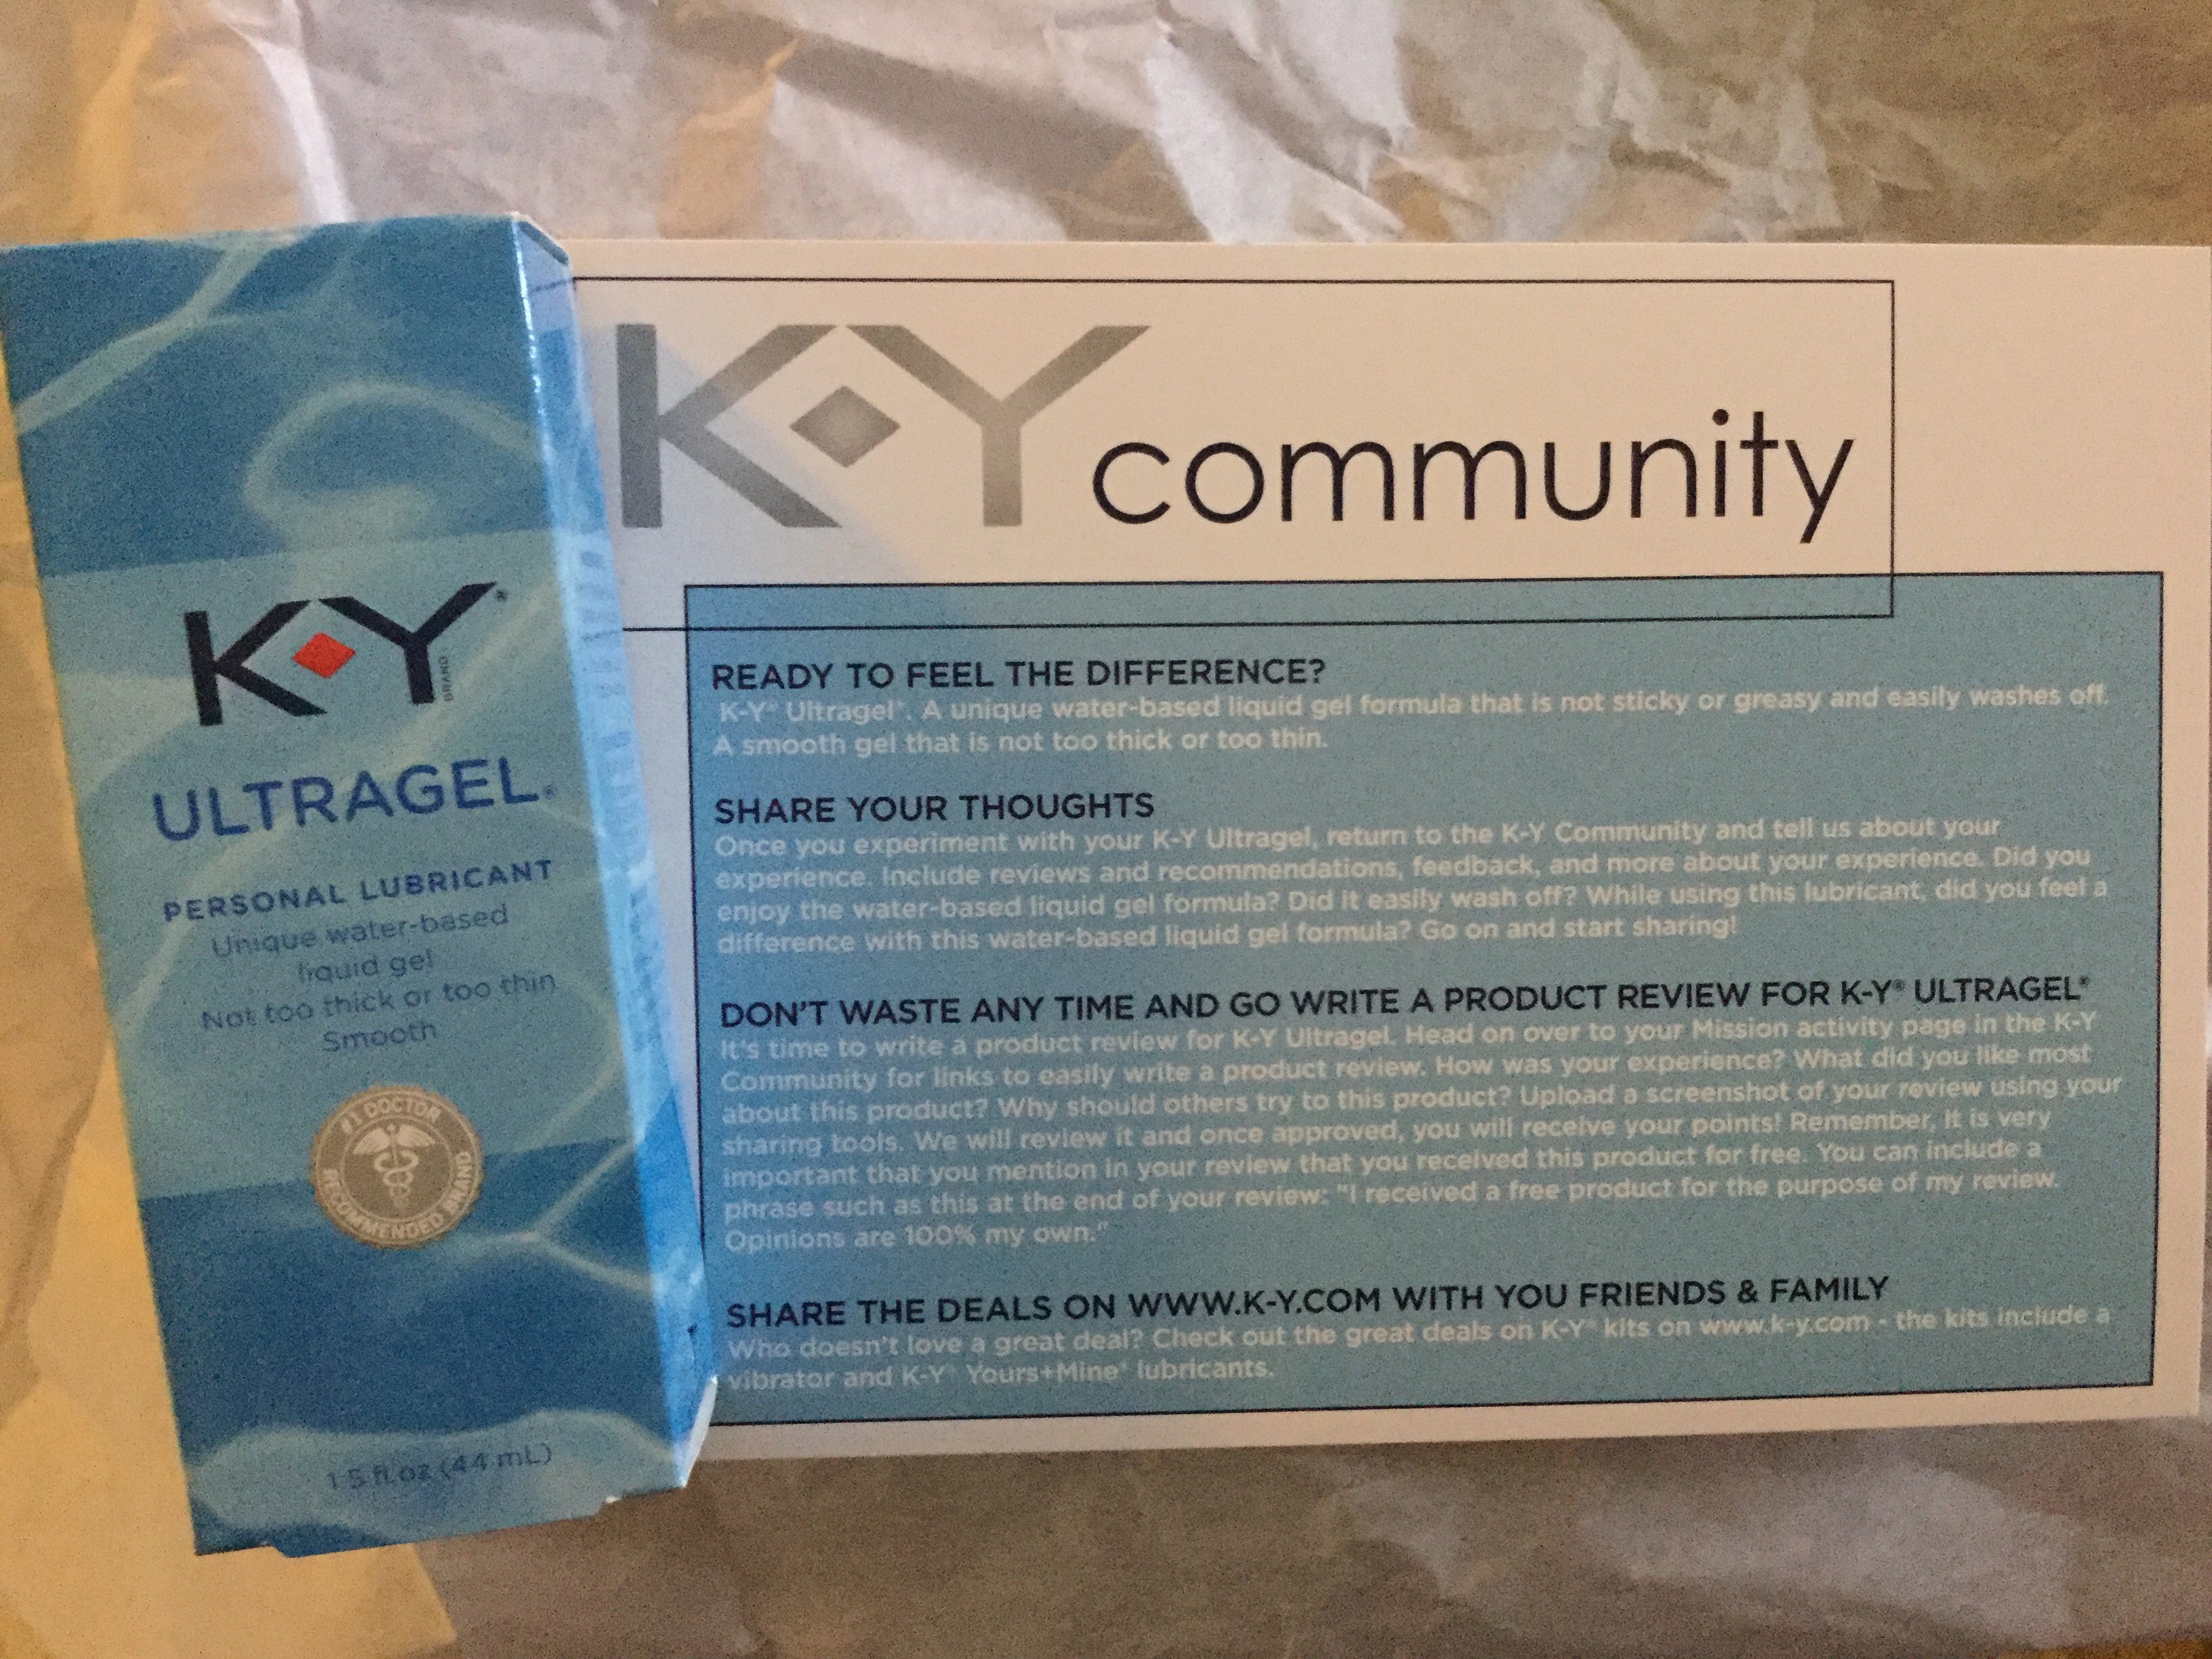 K-Y®
BRAND
ULTRAGEL®
PERSONAL LUBRICANT
Unique water-based
liquid gel
Not too thick or too thin
Smooth
#1 DOCTOR
RECOMMENDED BRAND
1.5 fl oz (44 mL)
K-Y community
READY TO FEEL THE DIFFERENCE?
K-Y® Ultragel®. A unique water-based liquid gel formula that is not sticky or greasy and easily washes off.
A smooth gel that is not too thick or too thin.
SHARE YOUR THOUGHTS
Once you experiment with your K-Y Ultragel, return to the K-Y Community and tell us about your
experience. Include reviews and recommendations, feedback, and more about your experience. Did you
enjoy the water-based liquid gel formula? Did it easily wash off? While using this lubricant, did you feel a
difference with this water-based liquid gel formula? Go on and start sharing!
DON'T WASTE ANY TIME AND GO WRITE A PRODUCT REVIEW FOR K-Y® ULTRAGEL®
It's time to write a product review for K-Y Ultragel. Head on over to your Mission activity page in the K-Y
Community for links to easily write a product review. How was your experience? What did you like most
about this product? Why should others try to this product? Upload a screenshot of your review using your
sharing tools. We will review it and once approved, you will receive your points! Remember, it is very
important that you mention in your review that you received this product for free. You can include a
phrase such as this at the end of your review: "I received a free product for the purpose of my review.
Opinions are 100% my own."
SHARE THE DEALS ON WWW.K-Y.COM WITH YOU FRIENDS & FAMILY
Who doesn't love a great deal? Check out the great deals on K-Y® kits on www.k-y.com - the kits include a
vibrator and K-Y® Yours+Mine® lubricants.